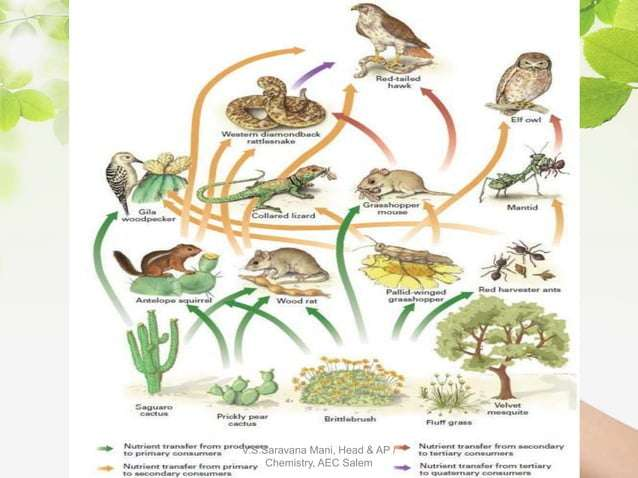 Red-tailed
hawk
Elf owl
Western diamondback
rattlesnake
Gila
woodpecker
Collared lizard
Grasshopper
mouse
Mantid
Antelope squirrel
Wood rat
Pallid-winged
grasshopper
Red harvester ants
Saguaro
cactus
Prickly pear
cactus
Brittlebrush
Fluff grass
Velvet
mesquite
Nutrient transfer from producers
to primary consumers
Nutrient transfer from primary
to secondary consumers
Nutrient transfer from secondary
to tertiary consumers
Nutrient transfer from tertiary
to quaternary consumers
V.S.Saravana Mani, Head & AP /
Chemistry, AEC Salem